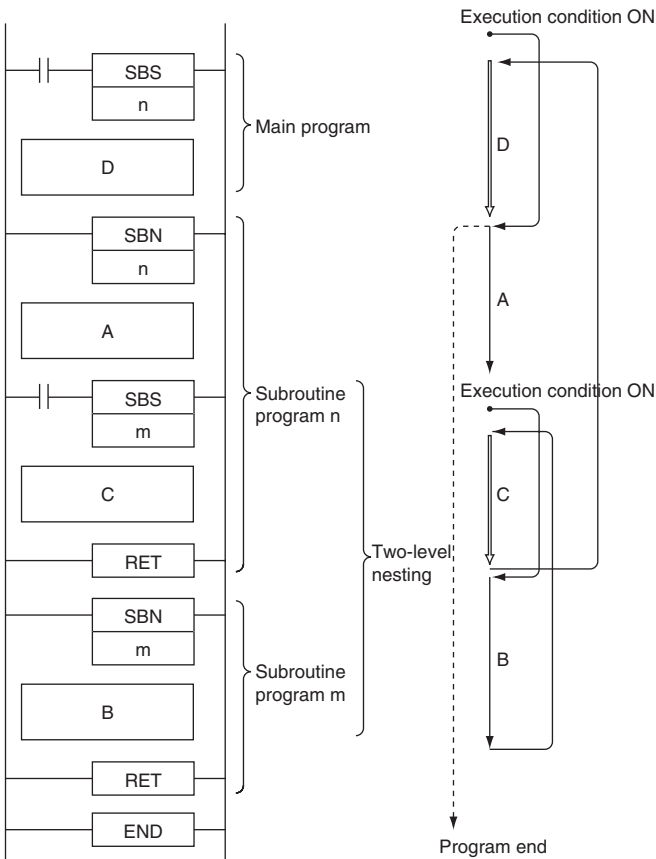 Execution condition ON
SBS
n
Main program
D
D
SBN
n
A
A
Execution condition ON
SBS
m
Subroutine
program n
C
C
RET
Two-level
nesting
SBN
m
Subroutine
program m
B
B
RET
END
Program end